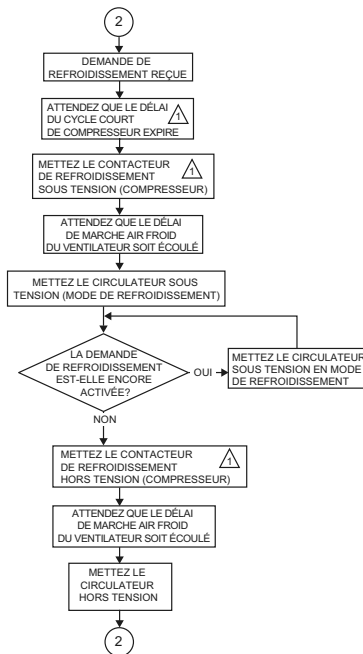 2
DEMANDE DE
REFROIDISSEMENT REÇUE
ATTENDEZ QUE LE DÉLAI
DU CYCLE COURT
DE COMPRESSEUR EXPIRE
1
METTEZ LE CONTACTEUR
DE REFROIDISSEMENT
SOUS TENSION (COMPRESSEUR)
1
ATTENDEZ QUE LE DÉLAI
DE MARCHE AIR FROID
DU VENTILATEUR SOIT ÉCOULÉ
METTEZ LE CIRCULATEUR SOUS
TENSION (MODE DE REFROIDISSEMENT)
LA DEMANDE
DE REFROIDISSEMENT
EST-ELLE ENCORE
ACTIVÉE?
OUI
METTEZ LE CIRCULATEUR
SOUS TENSION EN MODE
DE REFROIDISSEMENT
NON
METTEZ LE CONTACTEUR
DE REFROIDISSEMENT
HORS TENSION (COMPRESSEUR)
1
ATTENDEZ QUE LE DÉLAI
DE MARCHE AIR FROID
DU VENTILATEUR SOIT ÉCOULÉ
METTEZ LE
CIRCULATEUR
HORS TENSION
2